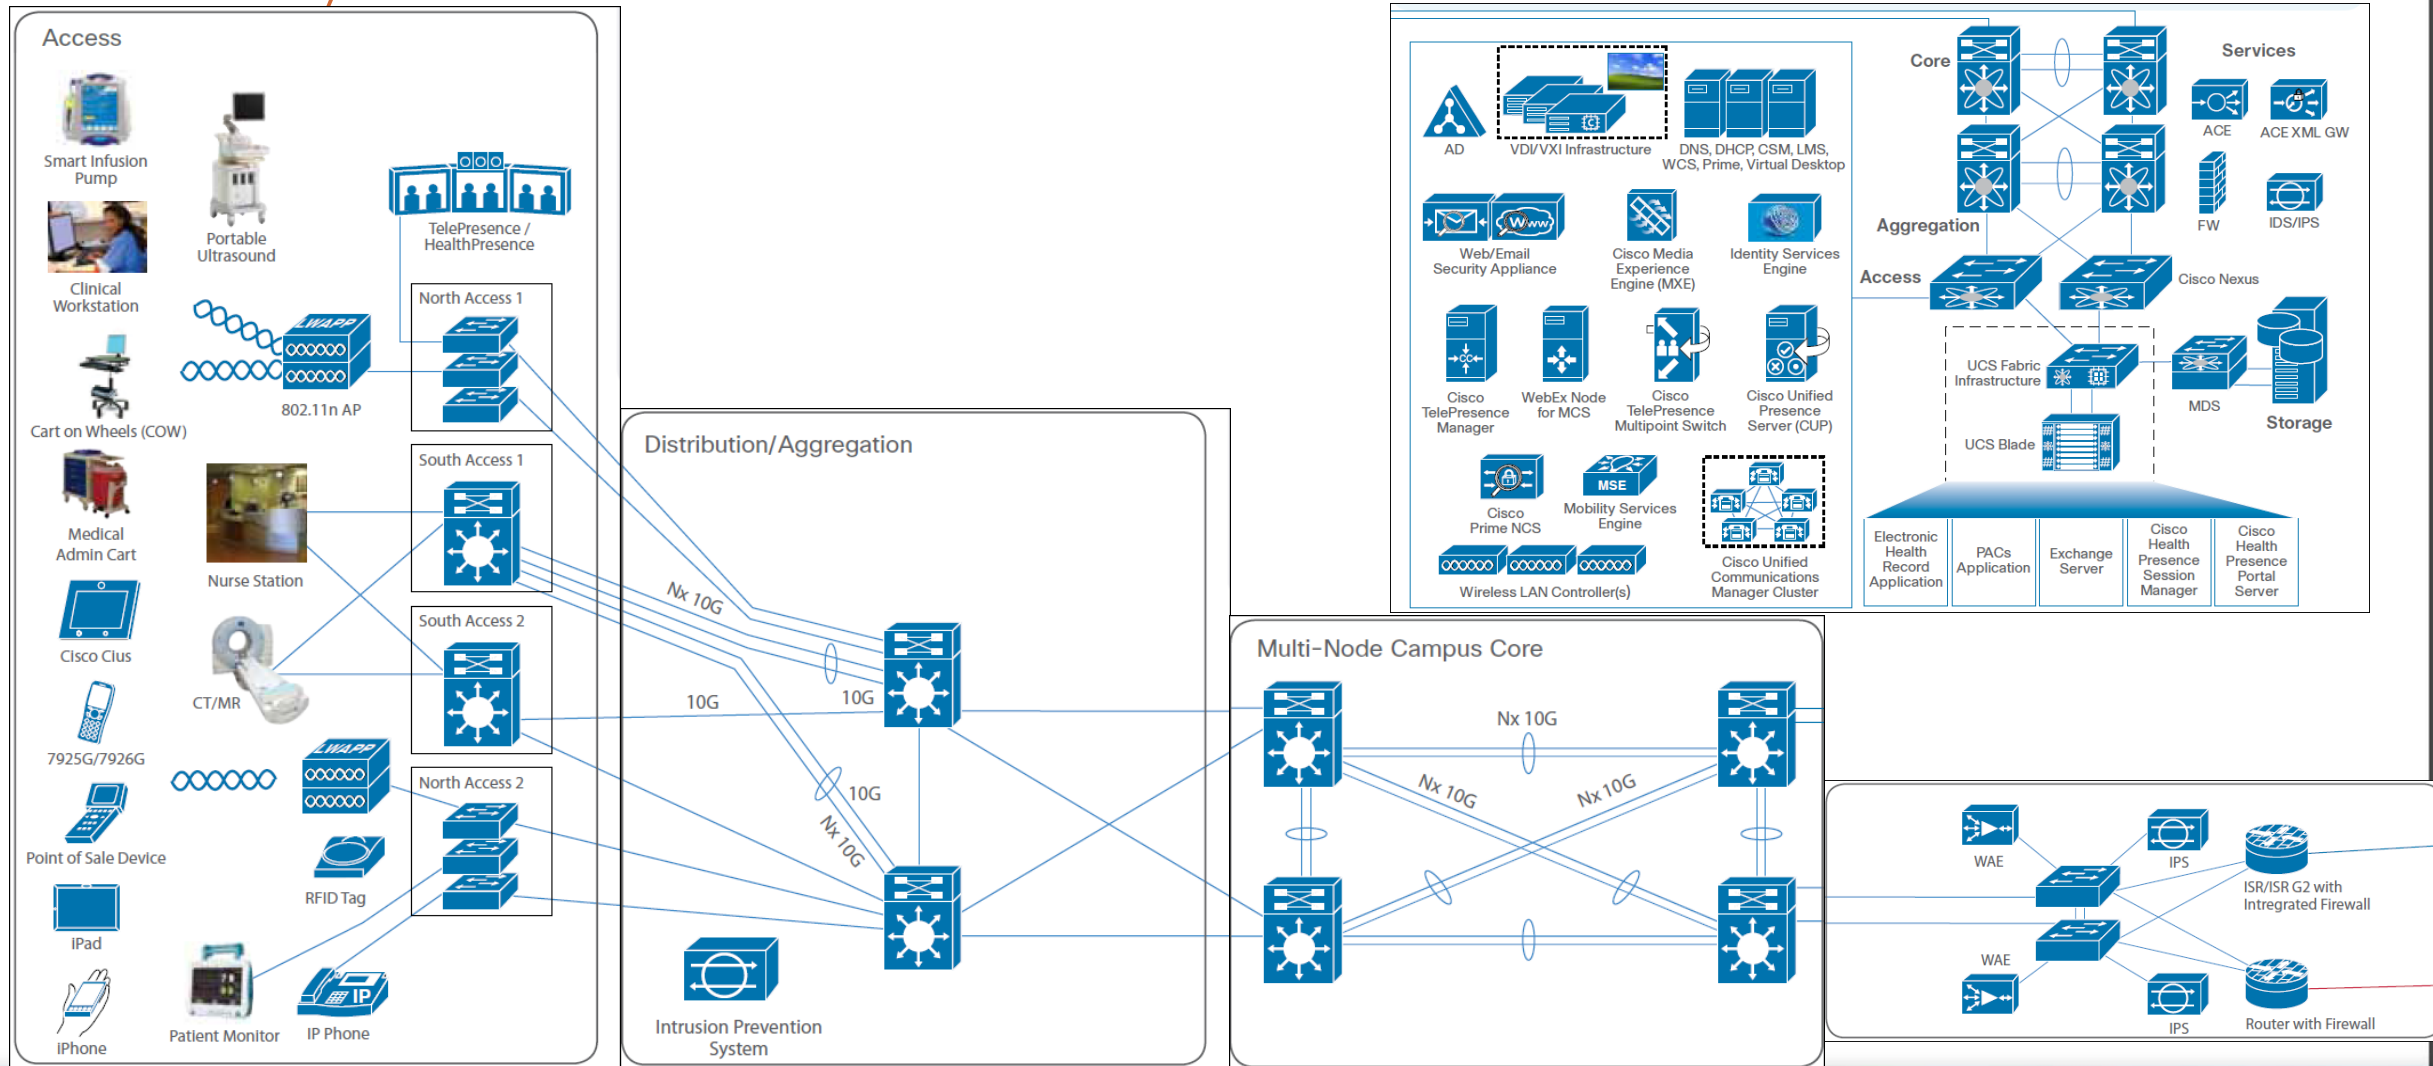 Access
Smart Infusion
Pump
Portable
Ultrasound
TelePresence /
HealthPresence
Clinical
Workstation
North Access 1
LWAPP
802.11n AP
Cart on Wheels (COW)
South Access 1
Medical
Admin Cart
Nurse Station
South Access 2
Cisco Cius
CT/MR
7925G/7926G
LWAPP
North Access 2
Point of Sale Device
RFID Tag
iPad
IP
Patient Monitor
IP Phone
iPhone
Distribution/Aggregation
Nx 10G
10G
10G
10G
Nx 10G
Intrusion Prevention
System
Multi-Node Campus Core
Nx 10G
Nx 10G
Nx 10G
AD
C
VDI/VXI Infrastructure
DNS, DHCP, CSM, LMS,
WCS, Prime, Virtual Desktop
Www
Web/Email
Security Appliance
Cisco Media
Experience
Engine (MXE)
Identity Services
Engine
CC
Cisco
TelePresence
Manager
WebEx Node
for MCS
Cisco
TelePresence
Multipoint Switch
Cisco Unified
Presence
Server (CUP)
Cisco
Prime NCS
MSE
Mobility Services
Engine
Wireless LAN Controller(s)
Cisco Unified
Communications
Manager Cluster
Core
Services
ACE
ACE XML GW
FW
IDS/IPS
Aggregation
Access
Cisco Nexus
UCS Fabric
Infrastructure
MDS
Storage
UCS Blade
Electronic
Health
Record
Application
PACs
Application
Exchange
Server
Cisco
Health
Presence
Session
Manager
Cisco
Health
Presence
Portal
Server
WAE
IPS
ISR/ISR G2 with
Intregrated Firewall
WAE
IPS
Router with Firewall